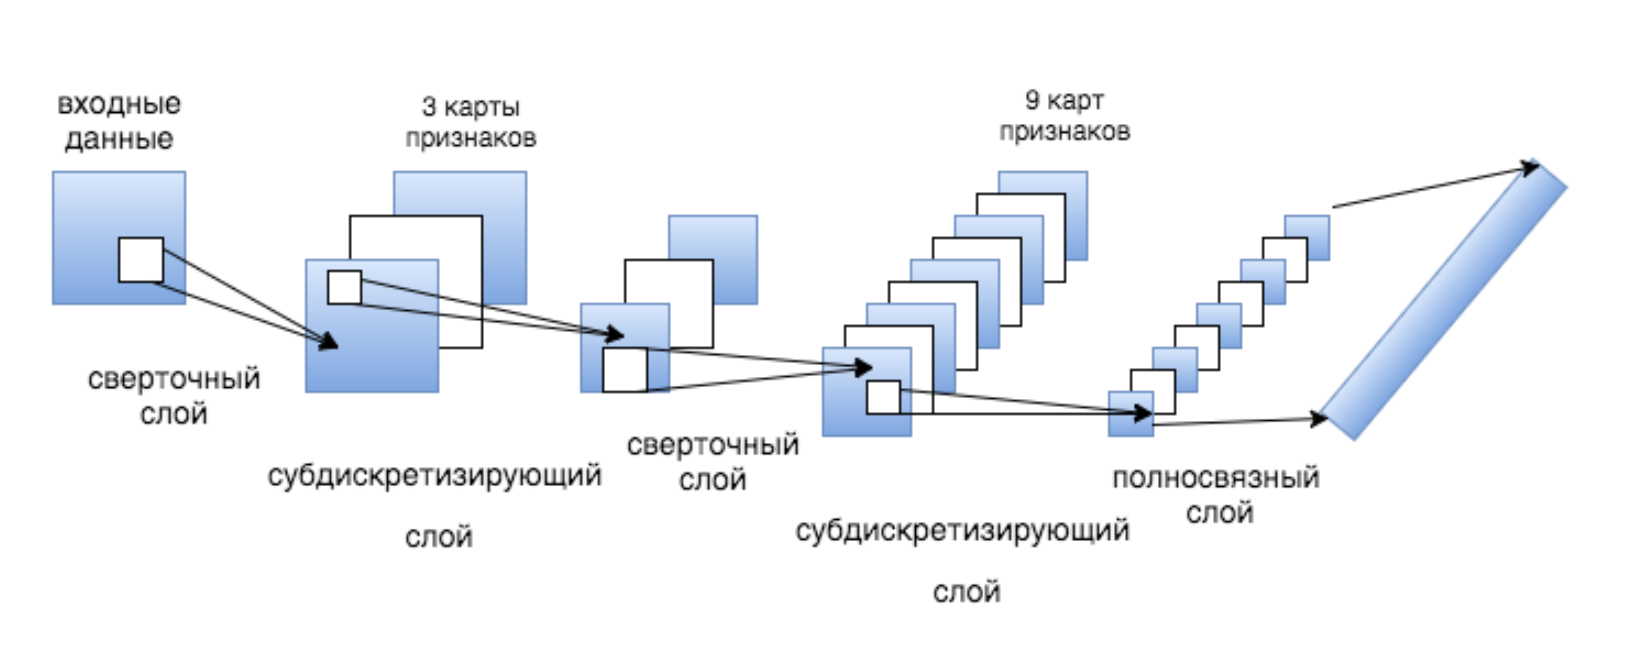 входные
данные
3 карты
признаков
9 карт
признаков
сверточный
слой
субдискретизирующий
слой
сверточный
слой
субдискретизирующий
слой
полносвязный
слой